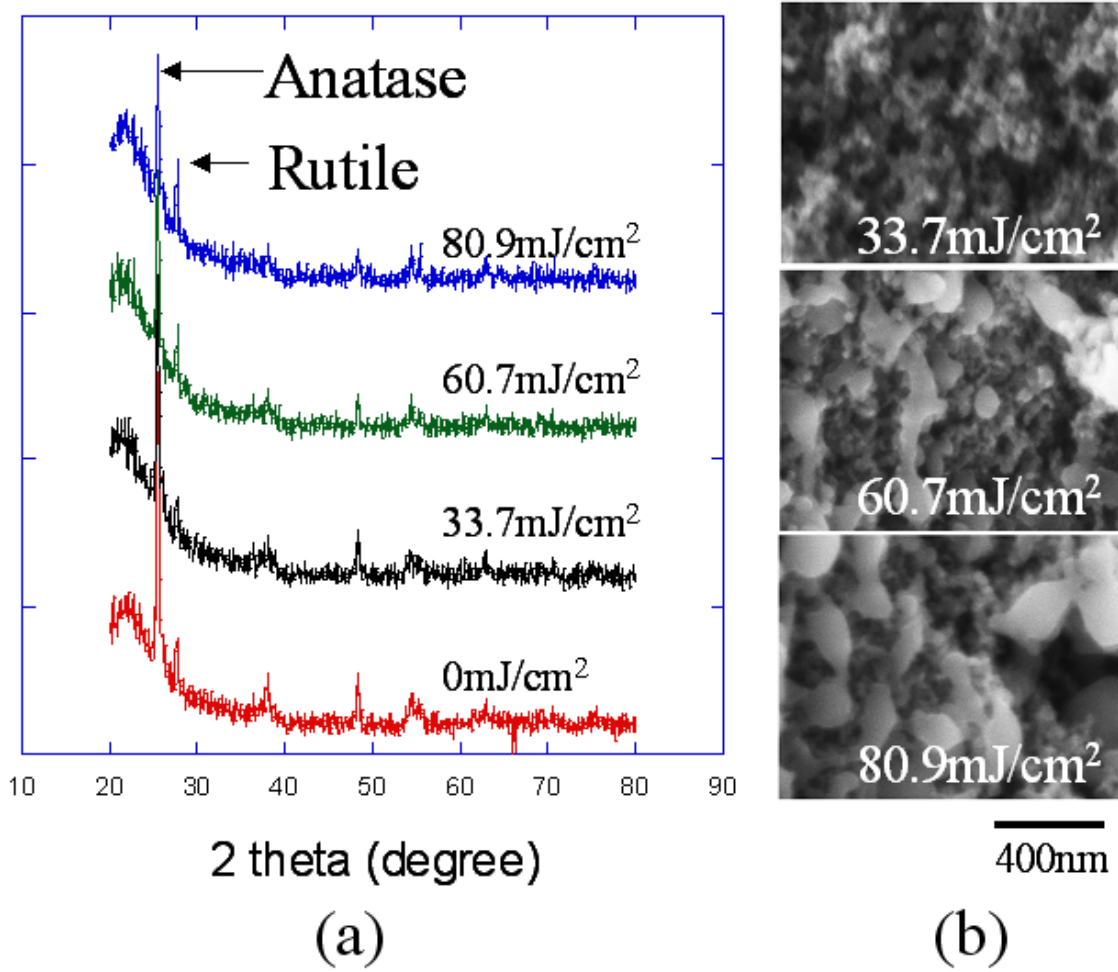 Anatase
Rutile
80.9mJ/cm²
60.7mJ/cm²
33.7mJ/cm²
0mJ/cm²
10 20 30 40 50 60 70 80 90
2 theta (degree)
(a)
33.7mJ/cm²
60.7mJ/cm²
80.9mJ/cm²
400nm
(b)